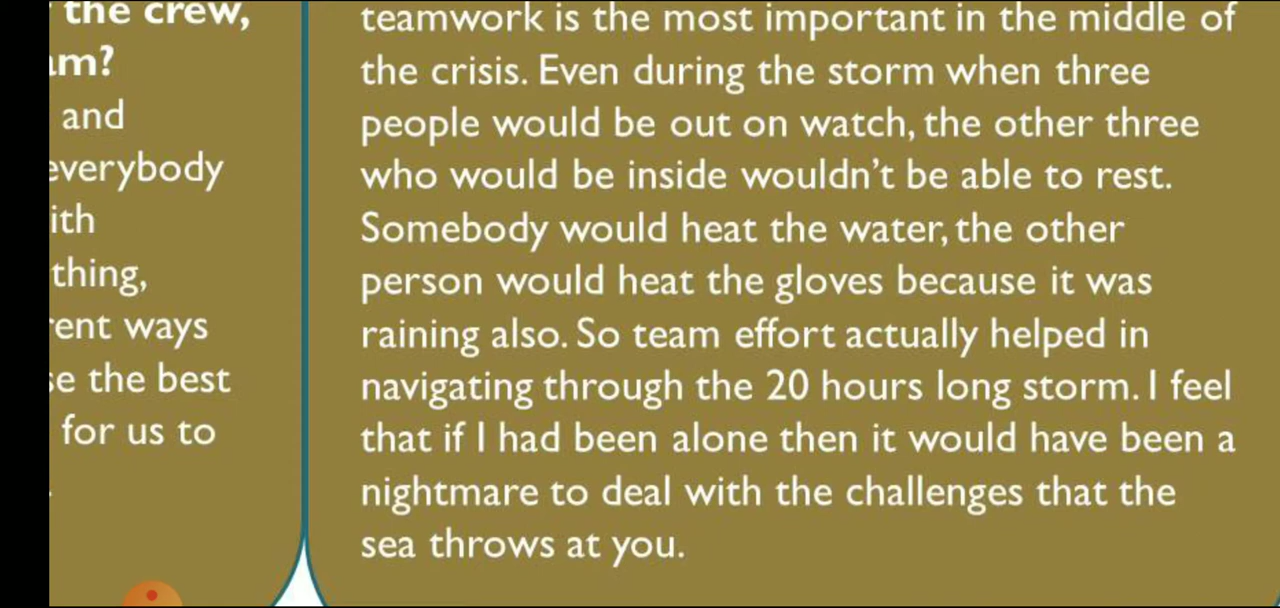 the crew,
am?
and
everybody
ith
thing,
rent ways
se the best
for us to
.
teamwork is the most important in the middle of
the crisis. Even during the storm when three
people would be out on watch, the other three
who would be inside wouldn't be able to rest.
Somebody would heat the water, the other
person would heat the gloves because it was
raining also. So team effort actually helped in
navigating through the 20 hours long storm. I feel
that if I had been alone then it would have been a
nightmare to deal with the challenges that the
sea throws at you.